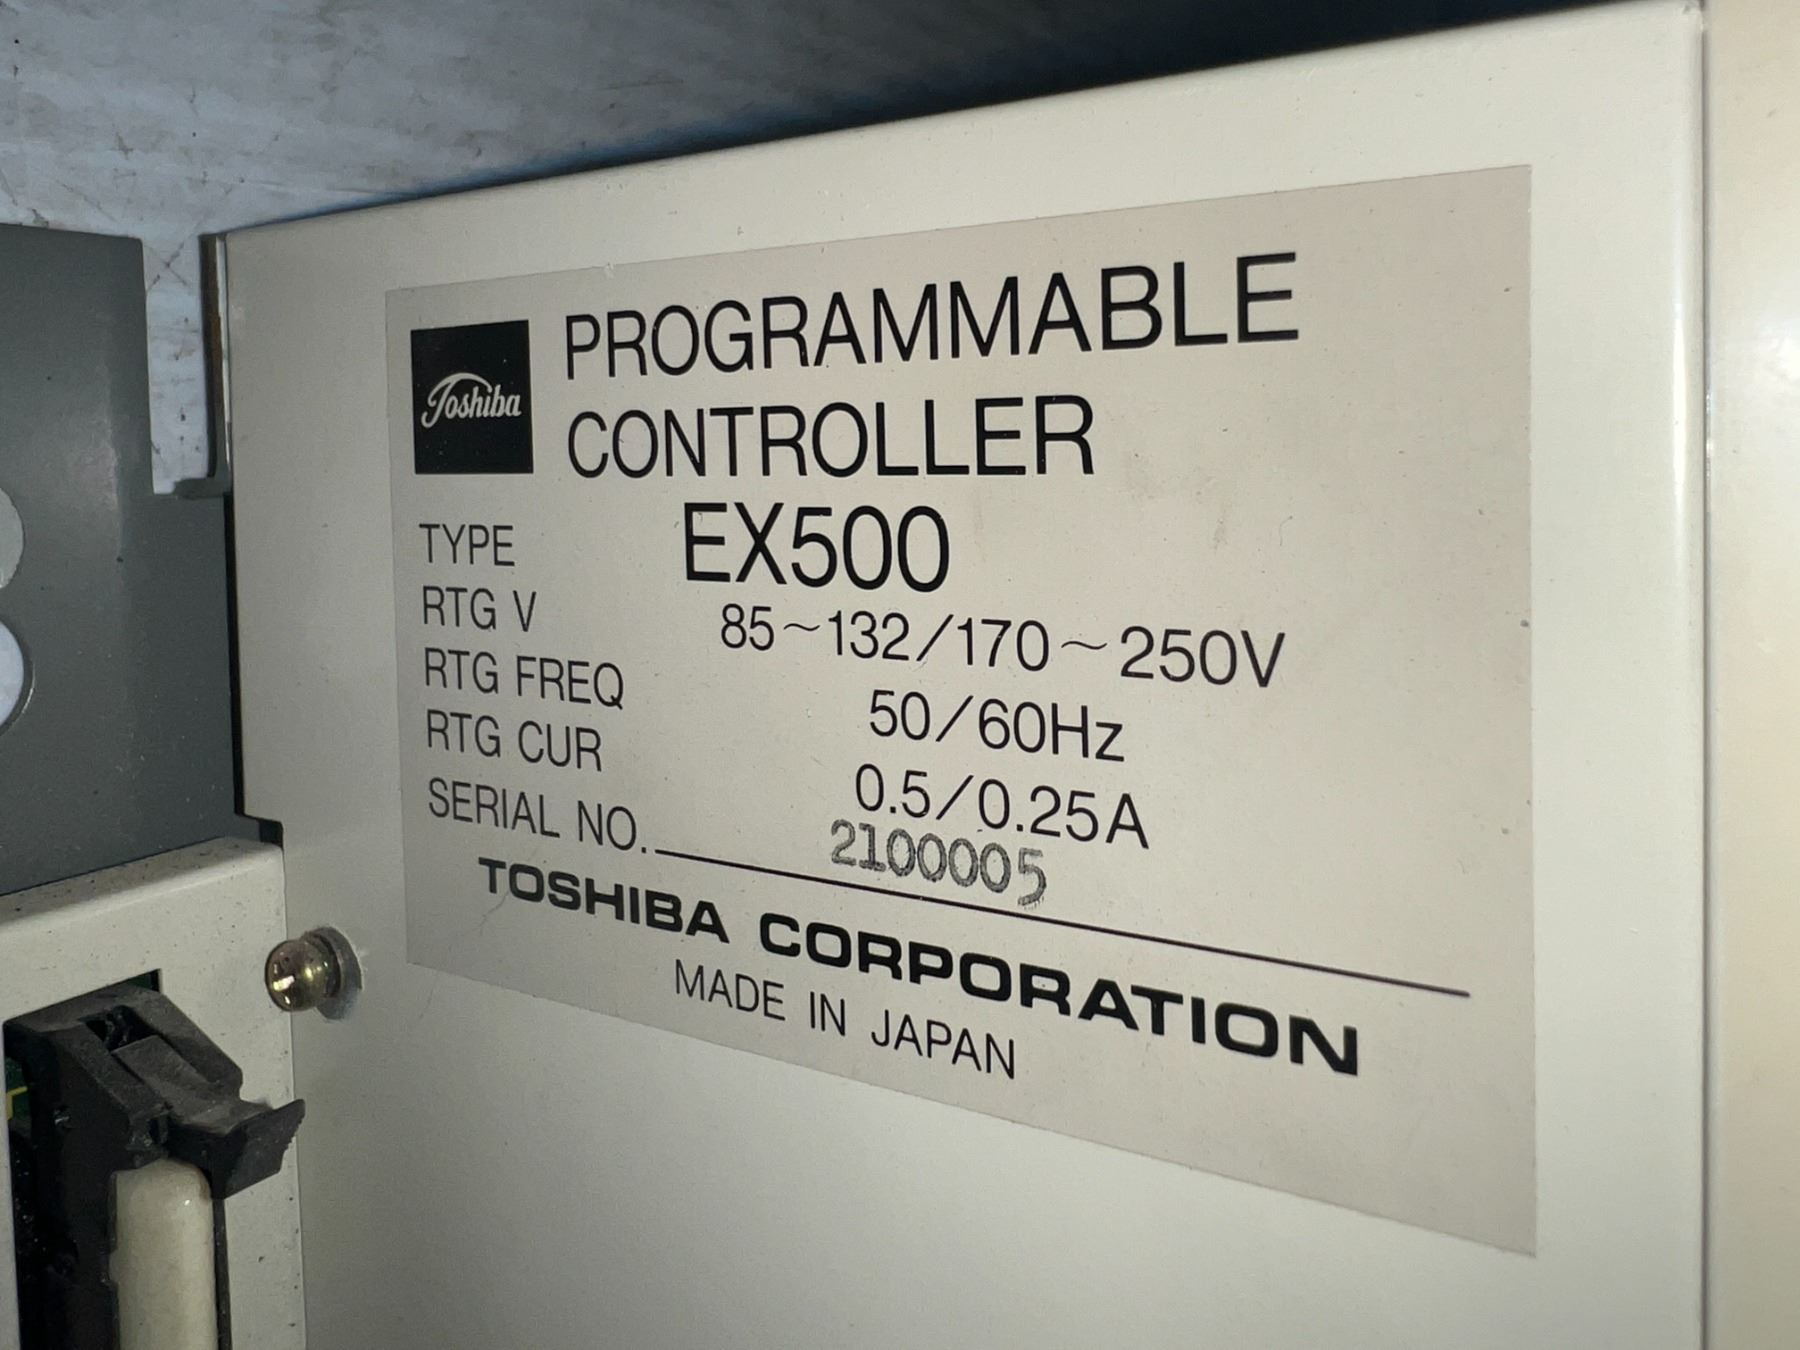 Toshiba
PROGRAMMABLE
CONTROLLER
TYPE EX500
RTG V 85~132/170~250V
RTG FREQ 50/60Hz
RTG CUR 0.5/0.25A
SERIAL NO. 2100005
TOSHIBA CORPORATION
MADE IN JAPAN